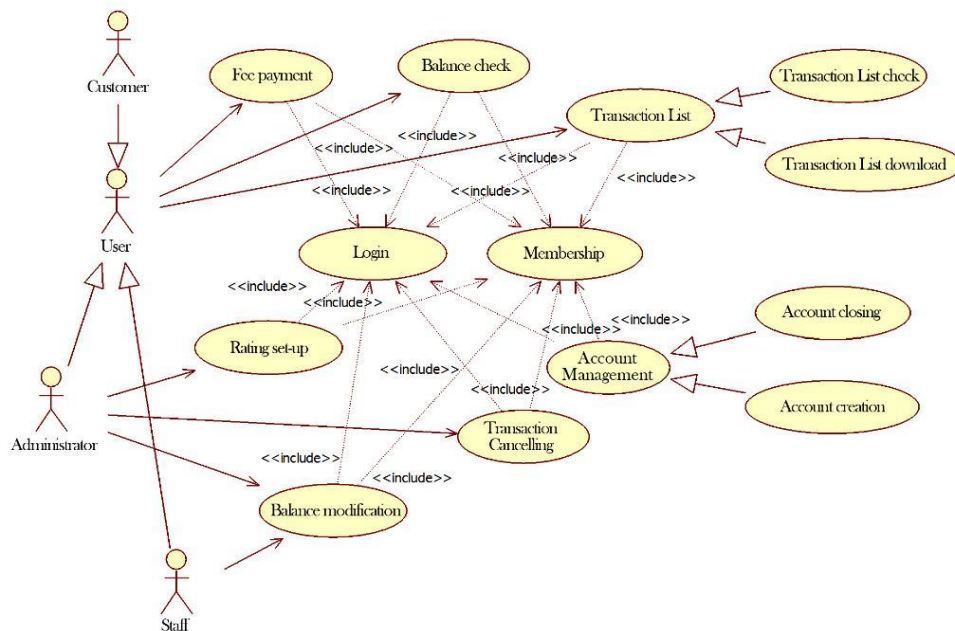 Customer
Fee payment
Balance check
Transaction List
Transaction List check
Transaction List download
<<include>>
<<include>>
<<include>>
<<include>>
<<include>>
User
Login
Membership
<<include>>
<<include>>
Rating set-up
<<include>>
<<include>>
Account
Management
Account closing
Account creation
<<include>>
<<include>>
Administrator
Transaction
Cancelling
<<include>>
<<include>>
Balance modification
Staff